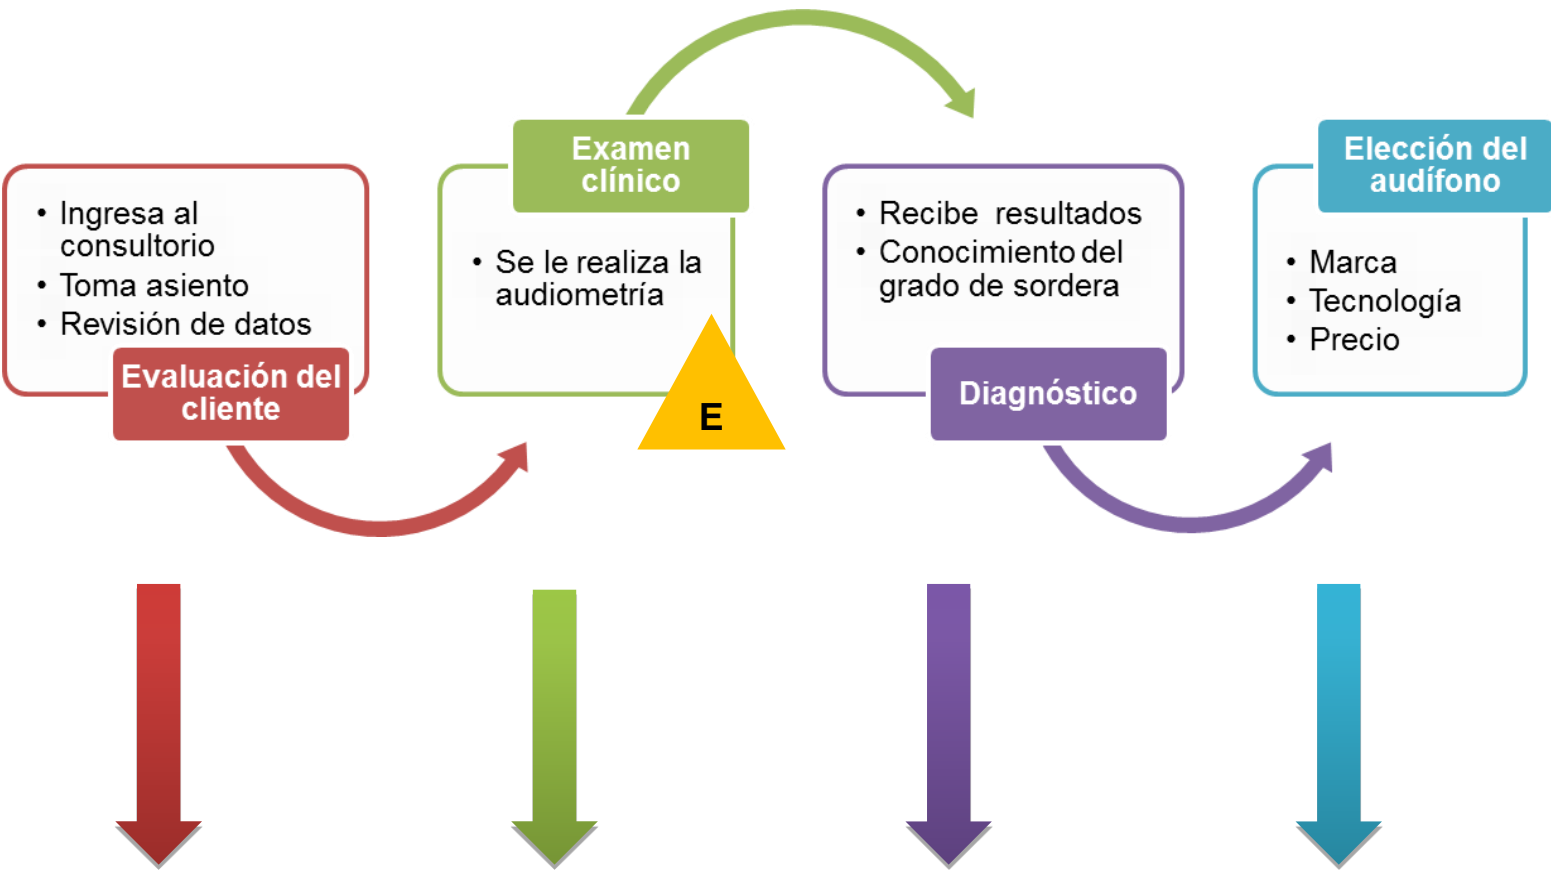 • Ingresa al
consultorio
• Toma asiento
• Revisión de datos
Evaluación del
cliente
Examen
clínico
• Se le realiza la
audiometría
E
• Recibe resultados
• Conocimiento del
grado de sordera
Diagnóstico
Elección del
audífono
• Marca
• Tecnología
• Precio